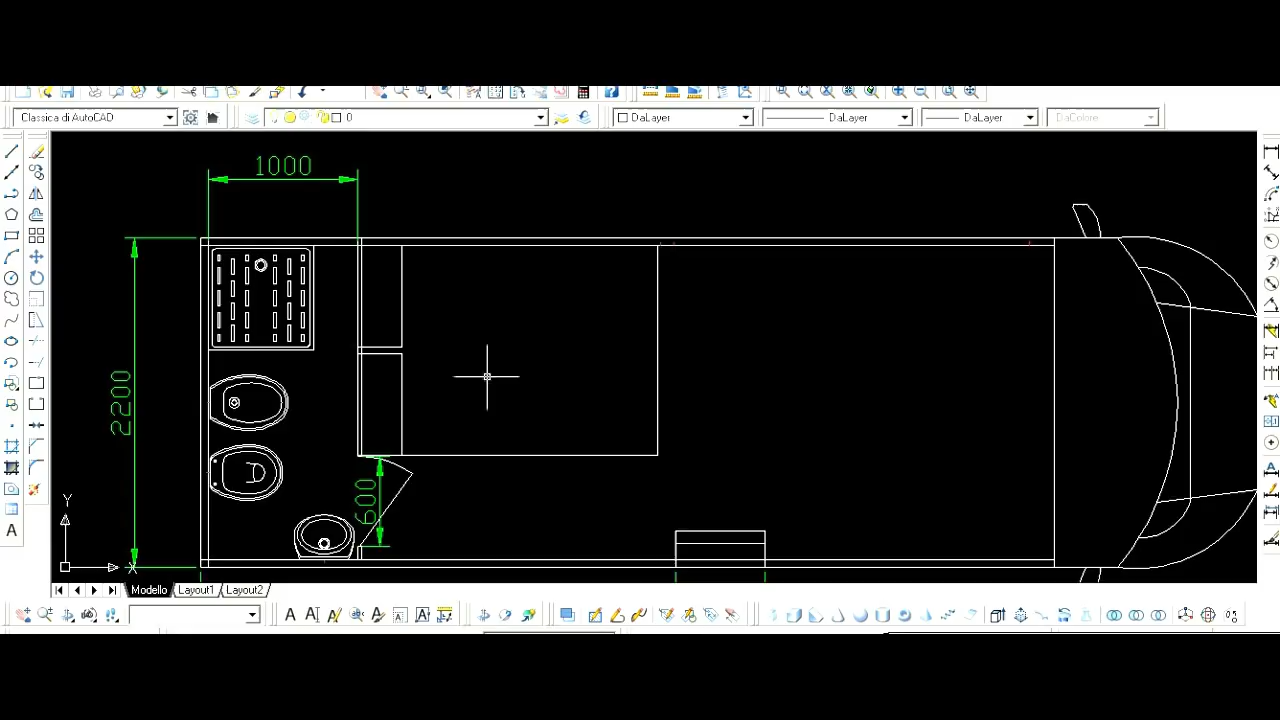 Classica di AutoCAD
0
DaLayer
DaLayer
DaLayer
DaColore
1000
2200
600
Y
X
Modello
Layout1
Layout2